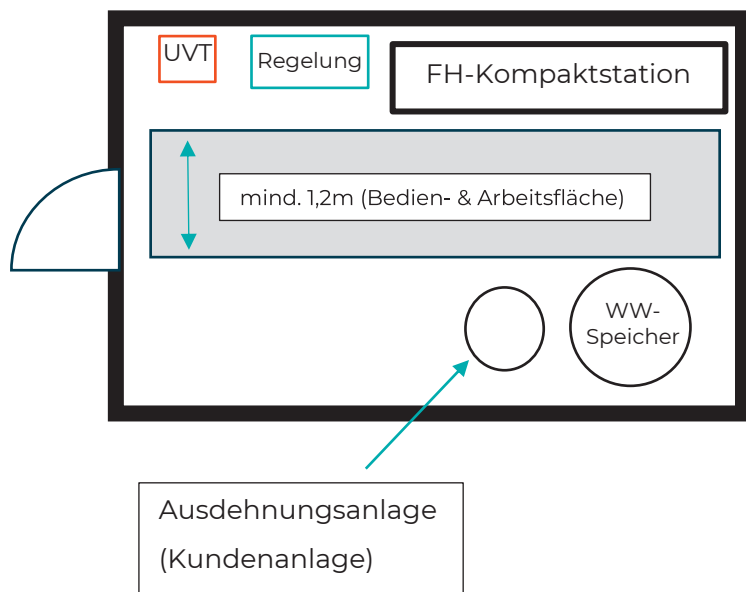 UVT
Regelung
FH-Kompaktstation
mind. 1,2m (Bedien- & Arbeitsfläche)
WW-
Speicher
Ausdehnungsanlage
(Kundenanlage)